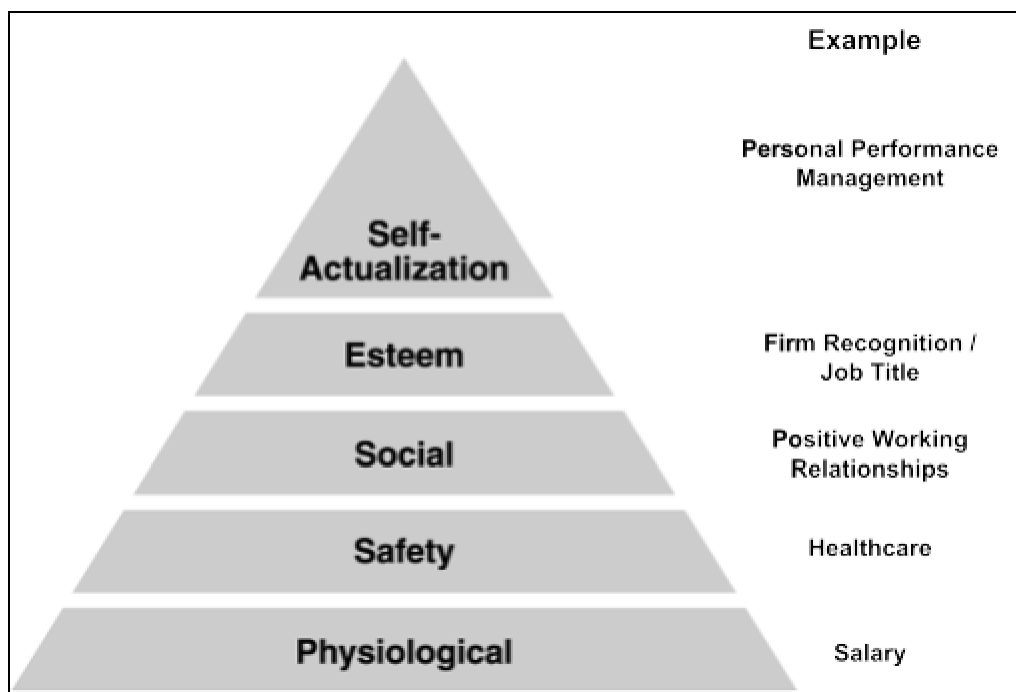 Example
Personal Performance
Management
Self-
Actualization
Esteem
Firm Recognition /
Job Title
Social
Positive Working
Relationships
Safety
Healthcare
Physiological
Salary